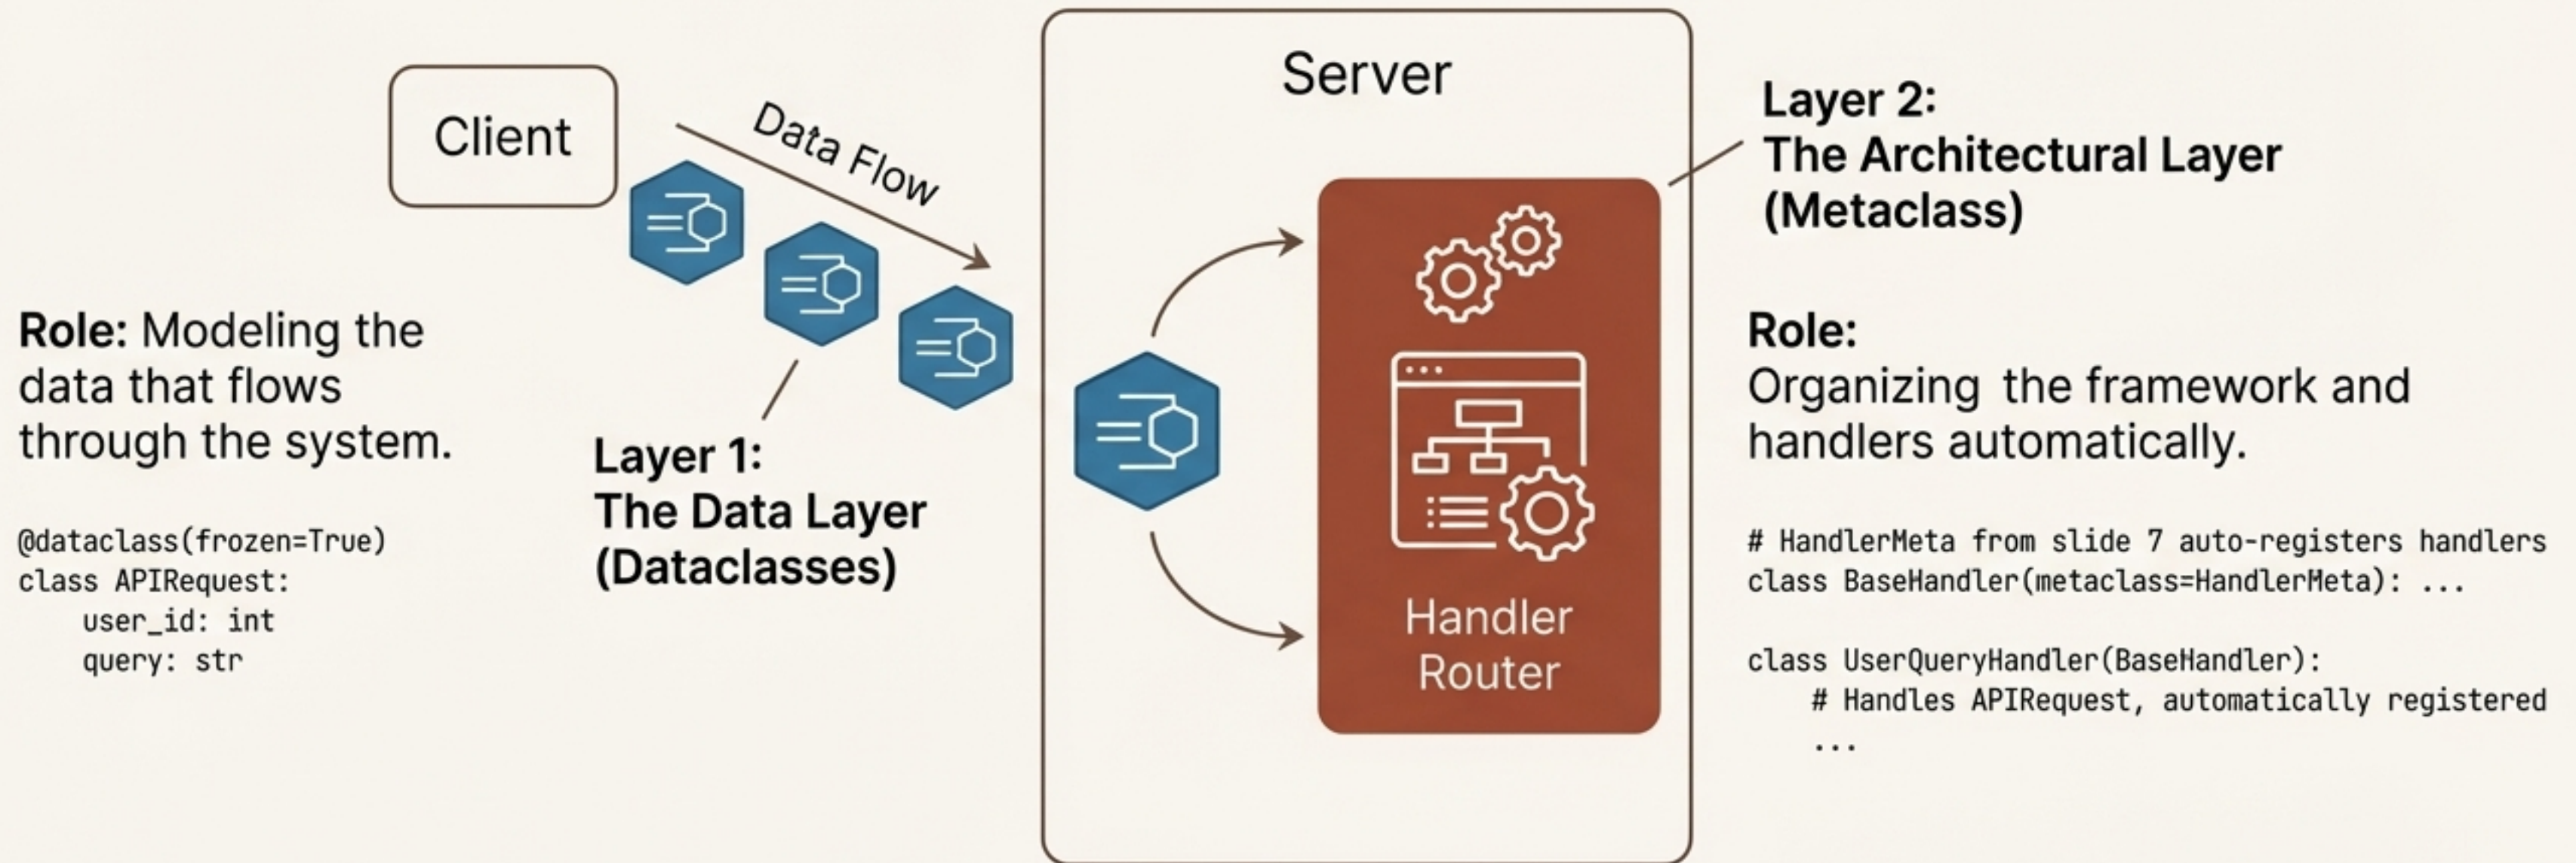 Client
Data Flow
Server
Layer 2:
The Architectural Layer
(Metaclass)
Role: Modeling the
data that flows
through the system.
@dataclass(frozen=True)
class APIRequest:
    user_id: int
    query: str
Layer 1:
The Data Layer
(Dataclasses)
Handler
Router
Role:
Organizing the framework and
handlers automatically.
# HandlerMeta from slide 7 auto-registers handlers
class BaseHandler(metaclass=HandlerMeta): ...
class UserQueryHandler(BaseHandler):
    # Handles APIRequest, automatically registered
    ...